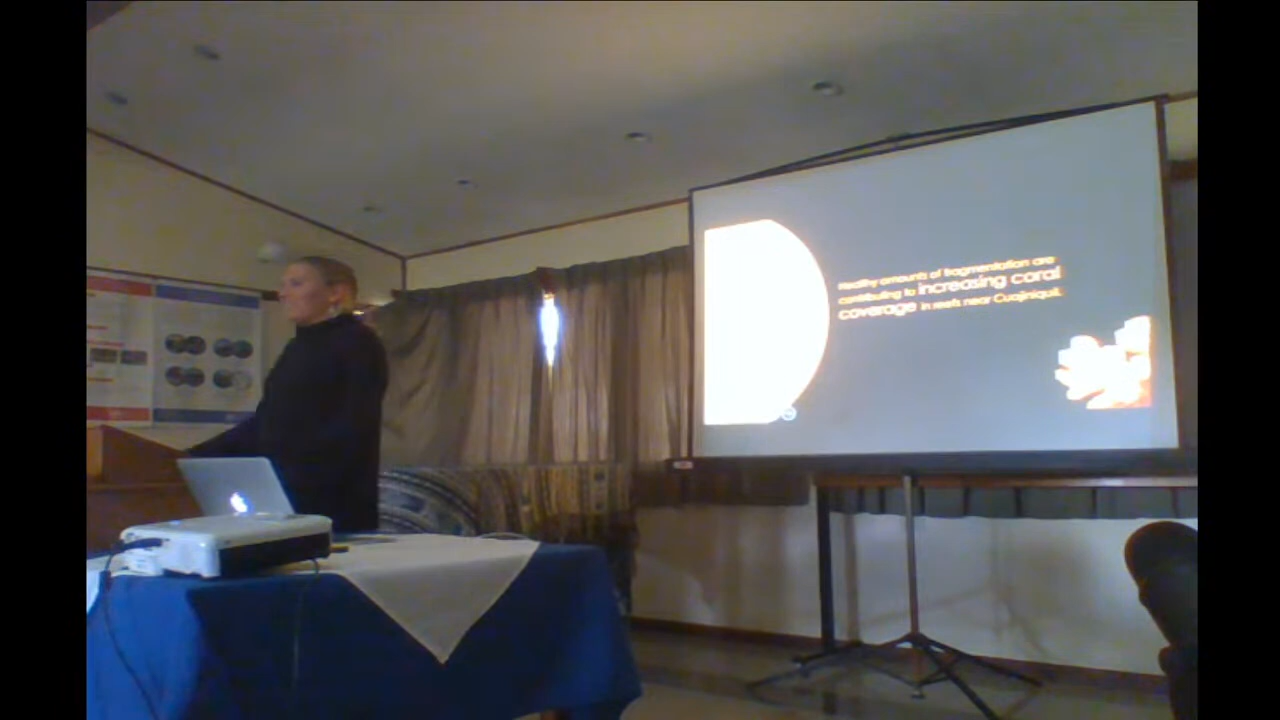 Healthy amounts of fragmentation are
contributing to increasing coral
coverage in reefs near Cuajiniquil.